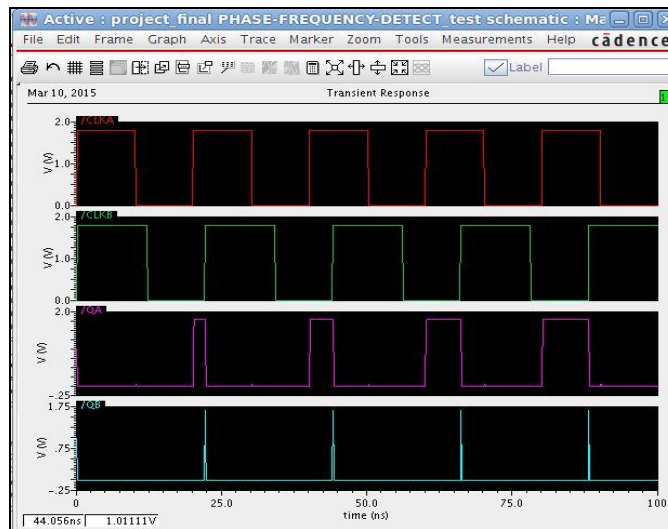 Active : project_final PHASE-FREQUENCY-DETECT_test schematic : Ma
File Edit Frame Graph Axis Trace Marker Zoom Tools Measurements Help cādence
Label
Mar 10, 2015 Transient Response 1
/CLKA
2.0
1.0
0.0
V (V)
/CLKB
2.0
1.0
0.0
V (V)
/QA
2.0
-.25
V (V)
/QB
1.75
.75
-.25
V (V)
0 25.0 50.0 75.0 100
time (ns)
44.056ns 1.01111V